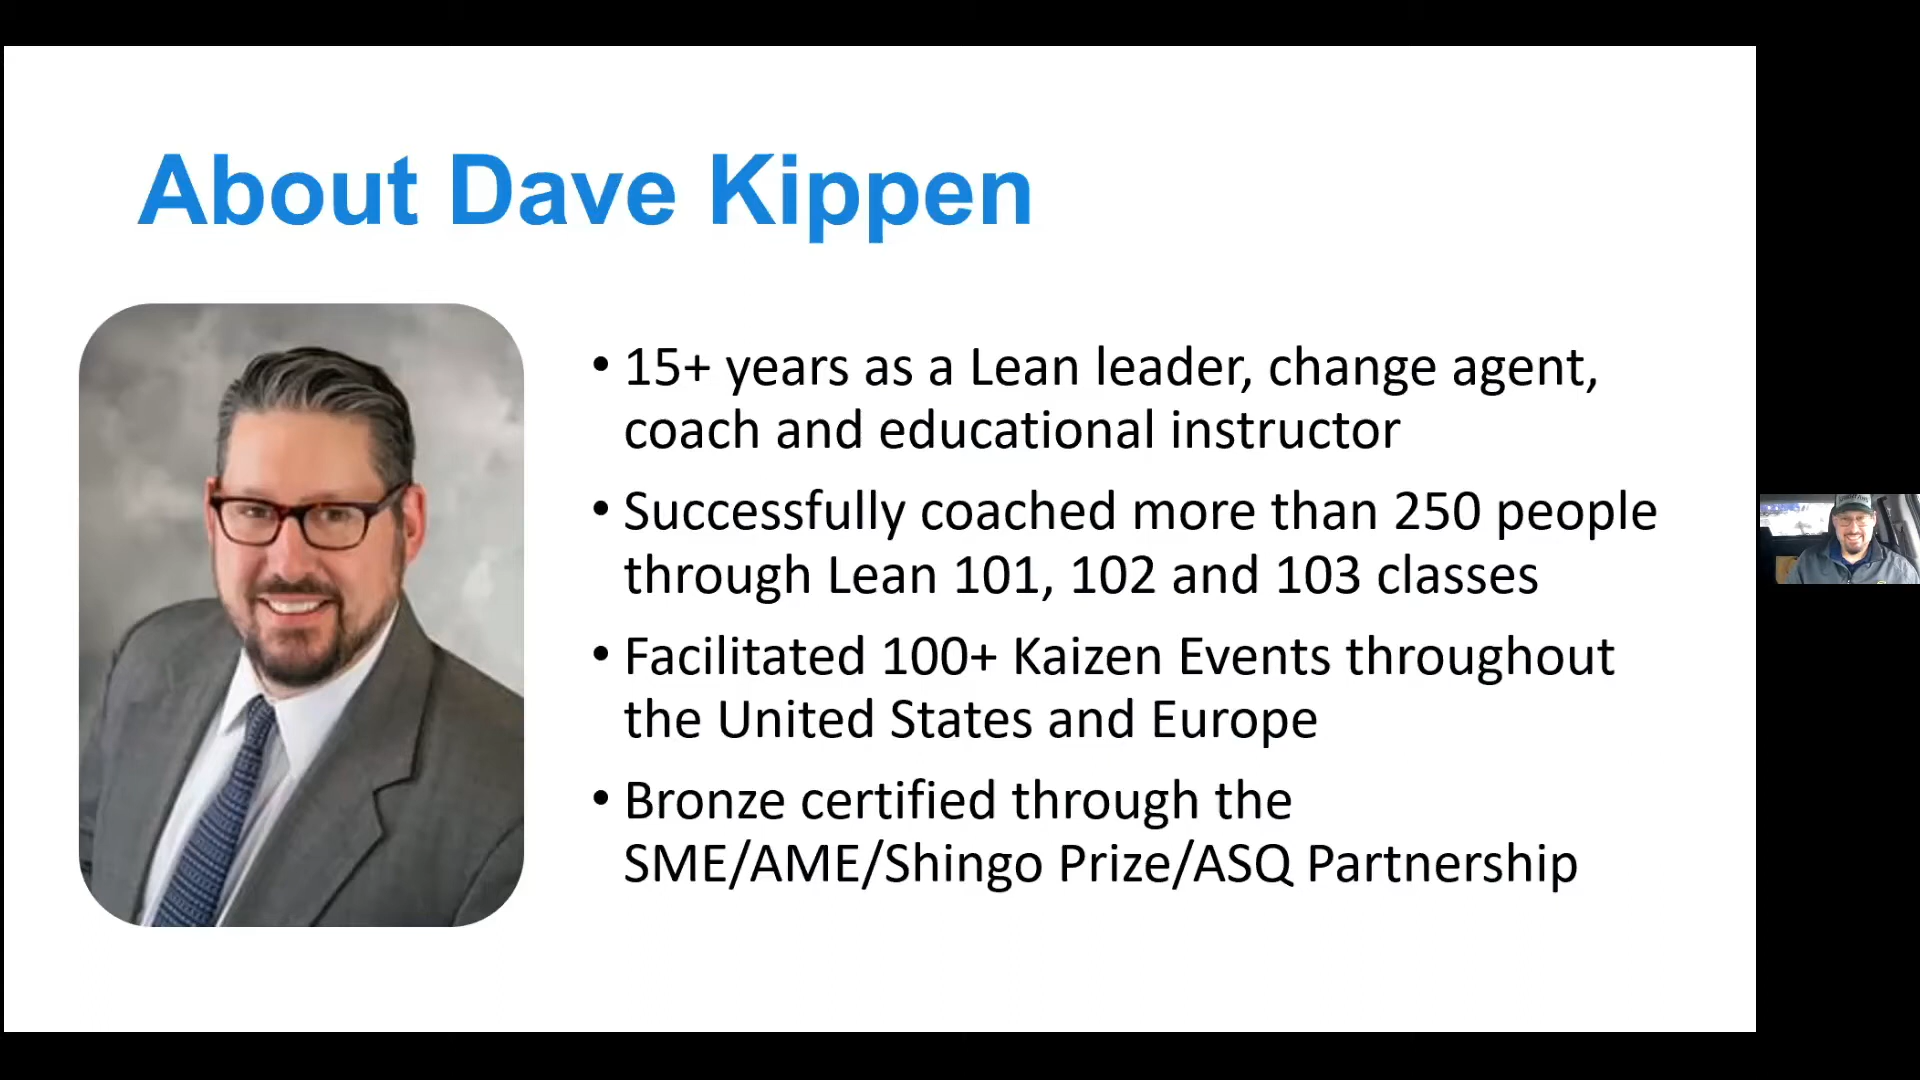 About Dave Kippen
• 15+ years as a Lean leader, change agent,
coach and educational instructor
• Successfully coached more than 250 people
through Lean 101, 102 and 103 classes
• Facilitated 100+ Kaizen Events throughout
the United States and Europe
• Bronze certified through the
SME/AME/Shingo Prize/ASQ Partnership